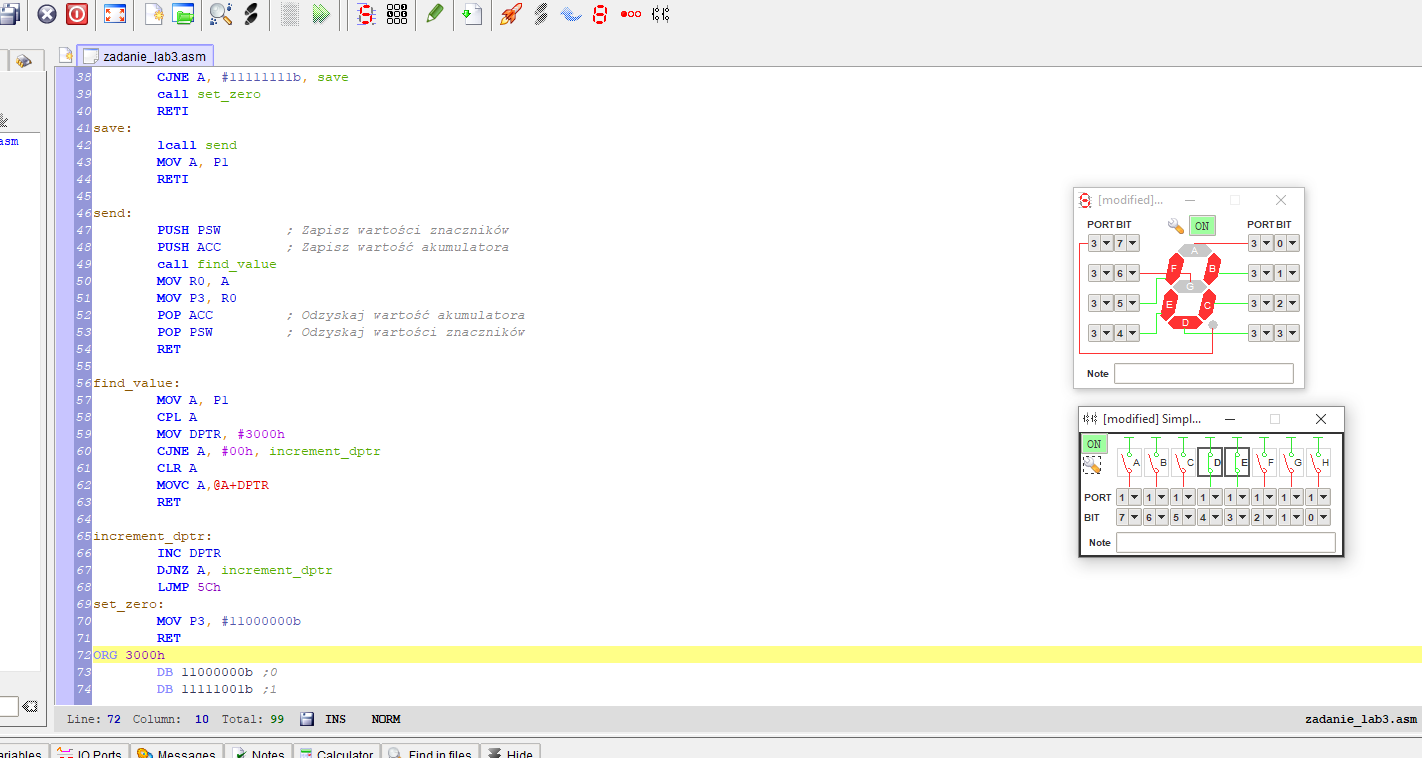 zadanie_lab3.asm
asm
38 CJNE A, #11111111b, save
39 call set_zero
40 RETI
41 save:
42 lcall send
43 MOV A, P1
44 RETI
45
46 send:
47 PUSH PSW ; Zapisz wartości znaczników
48 PUSH ACC ; Zapisz wartość akumulatora
49 call find_value
50 MOV R0, A
51 MOV P3, R0
52 POP ACC ; Odzyskaj wartość akumulatora
53 POP PSW ; Odzyskaj wartości znaczników
54 RET
55
56 find_value:
57 MOV A, P1
58 CPL A
59 MOV DPTR, #3000h
60 CJNE A, #00h, increment_dptr
61 CLR A
62 MOVC A,@A+DPTR
63 RET
64
65 increment_dptr:
66 INC DPTR
67 DJNZ A, increment_dptr
68 LJMP 5Ch
69 set_zero:
70 MOV P3, #11000000b
71 RET
72 ORG 3000h
73 DB 11000000b ;0
74 DB 11111001b ;1
[modified]...
PORT BIT ON PORT BIT
3 7 A 3 0
3 6 F B 3 1
G
3 5 E C 3 2
3 4 D 3 3
Note
[modified] Simpl...
ON
A B C D E F G H
PORT 1 1 1 1 1 1 1 1
BIT 7 6 5 4 3 2 1 0
Note
Line: 72 Column: 10 Total: 99 INS NORM zadanie_lab3.asm
ariables IO Ports Messages Notes Calculator Find in files Hide